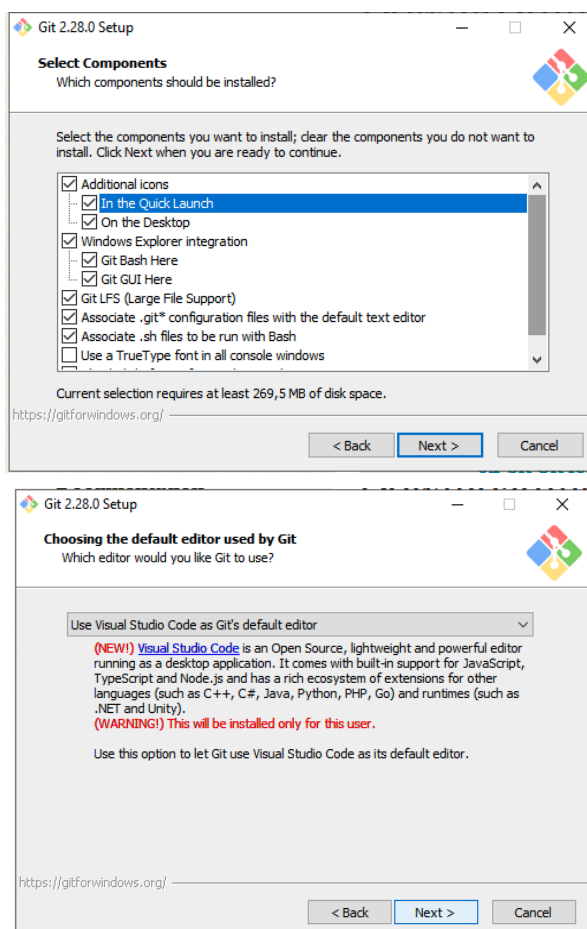 Git 2.28.0 Setup
Select Components
Which components should be installed?
Select the components you want to install; clear the components you do not want to
install. Click Next when you are ready to continue.
Additional icons
In the Quick Launch
On the Desktop
Windows Explorer integration
Git Bash Here
Git GUI Here
Git LFS (Large File Support)
Associate .git* configuration files with the default text editor
Associate .sh files to be run with Bash
Use a TrueType font in all console windows
Current selection requires at least 269,5 MB of disk space.
https://gitforwindows.org/
< Back Next > Cancel
Git 2.28.0 Setup
Choosing the default editor used by Git
Which editor would you like Git to use?
Use Visual Studio Code as Git's default editor
(NEW!) Visual Studio Code is an Open Source, lightweight and powerful editor
running as a desktop application. It comes with built-in support for JavaScript,
TypeScript and Node.js and has a rich ecosystem of extensions for other
languages (such as C++, C#, Java, Python, PHP, Go) and runtimes (such as
.NET and Unity).
(WARNING!) This will be installed only for this user.
Use this option to let Git use Visual Studio Code as its default editor.
https://gitforwindows.org/
< Back Next > Cancel